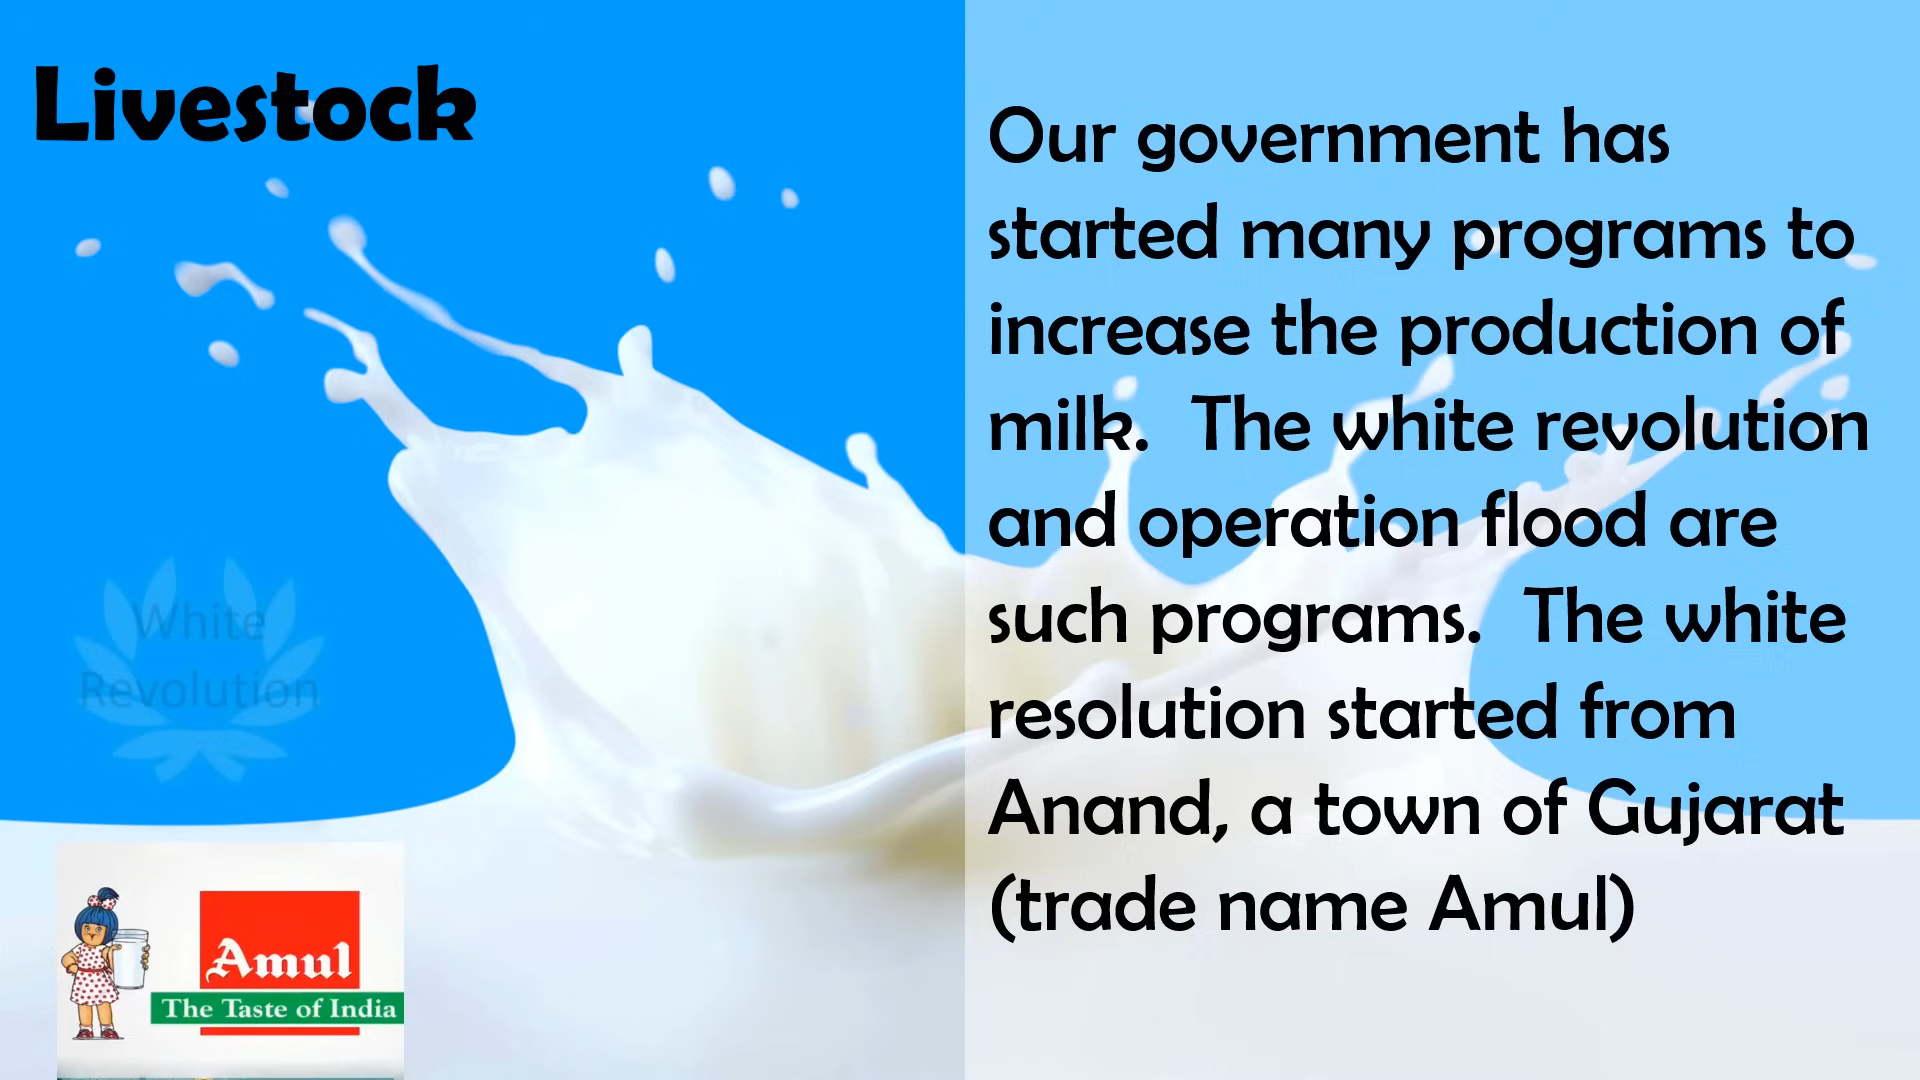 Livestock
Our government has
started many programs to
increase the production of
milk.  The white revolution
and operation flood are
such programs.  The white
resolution started from
Anand, a town of Gujarat
(trade name Amul)
White
Revolution
Amul
The Taste of India